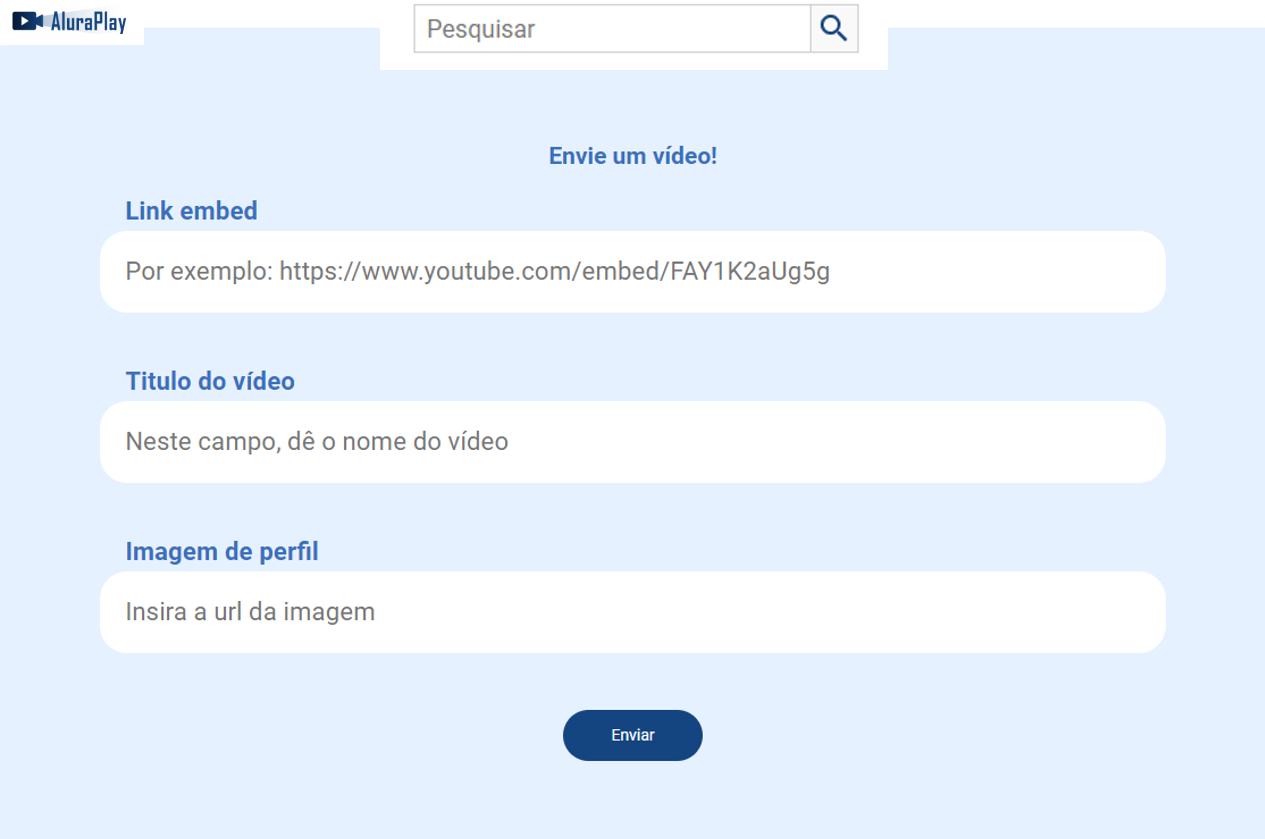 AluraPlay
Pesquisar
Envie um vídeo!
Link embed
Por exemplo: https://www.youtube.com/embed/FAY1K2aUg5g
Titulo do vídeo
Neste campo, dê o nome do vídeo
Imagem de perfil
Insira a url da imagem
Enviar